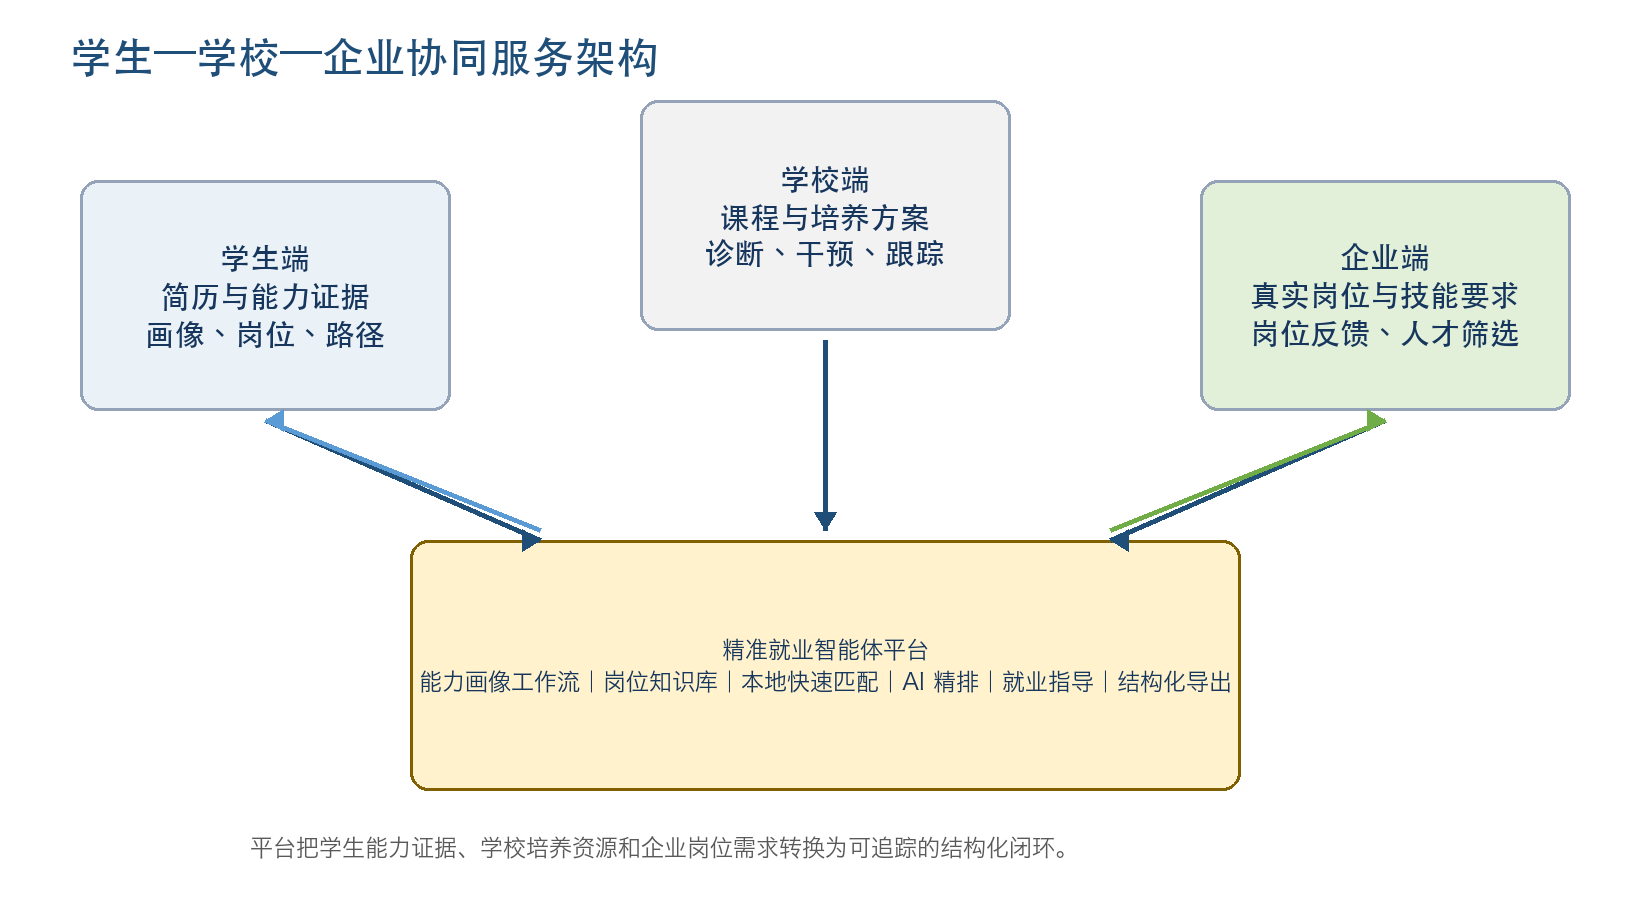 学生—学校—企业协同服务架构
学校端
课程与培养方案
诊断、干预、跟踪
学生端
简历与能力证据
画像、岗位、路径
企业端
真实岗位与技能要求
岗位反馈、人才筛选
精准就业智能体平台
能力画像工作流｜岗位知识库｜本地快速匹配｜AI 精排｜就业指导｜结构化导出
平台把学生能力证据、学校培养资源和企业岗位需求转换为可追踪的结构化闭环。